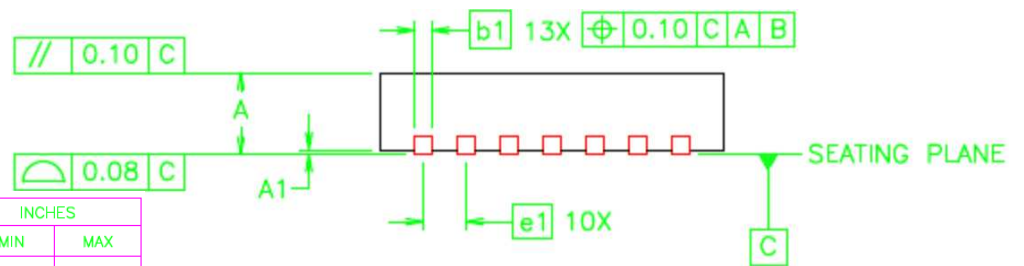 b1 13X ⌖ 0.10 C A B
// 0.10 C
A
SEATING PLANE
⌓ 0.08 C
A1
e1 10X
C
INCHES
MIN MAX